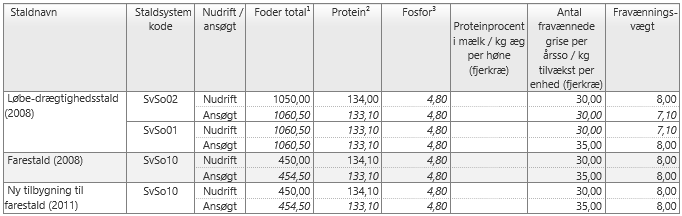 Staldnavn Staldsystem kode Nudrift / ansøgt Foder total¹ Protein² Fosfor³ Proteinprocent i mælk / kg æg per høne (fjerkræ) Antal fravænnede grise per årsso / kg tilvækst per enhed (fjerkræ) Fravænnings- vægt
Løbe-drægtighedsstald (2008) SvSo02 Nudrift 1050,00 134,00 4,80 30,00 8,00
Ansøgt 1060,50 133,10 4,80 30,00 7,10
SvSo01 Nudrift 1060,50 133,10 4,80 30,00 7,10
Ansøgt 1060,50 133,10 4,80 35,00 8,00
Farestald (2008) SvSo10 Nudrift 450,00 134,10 4,80 30,00 8,00
Ansøgt 454,50 133,10 4,80 35,00 8,00
Ny tilbygning til farestald (2011) SvSo10 Nudrift 450,00 134,10 4,80 30,00 8,00
Ansøgt 454,50 133,10 4,80 35,00 8,00